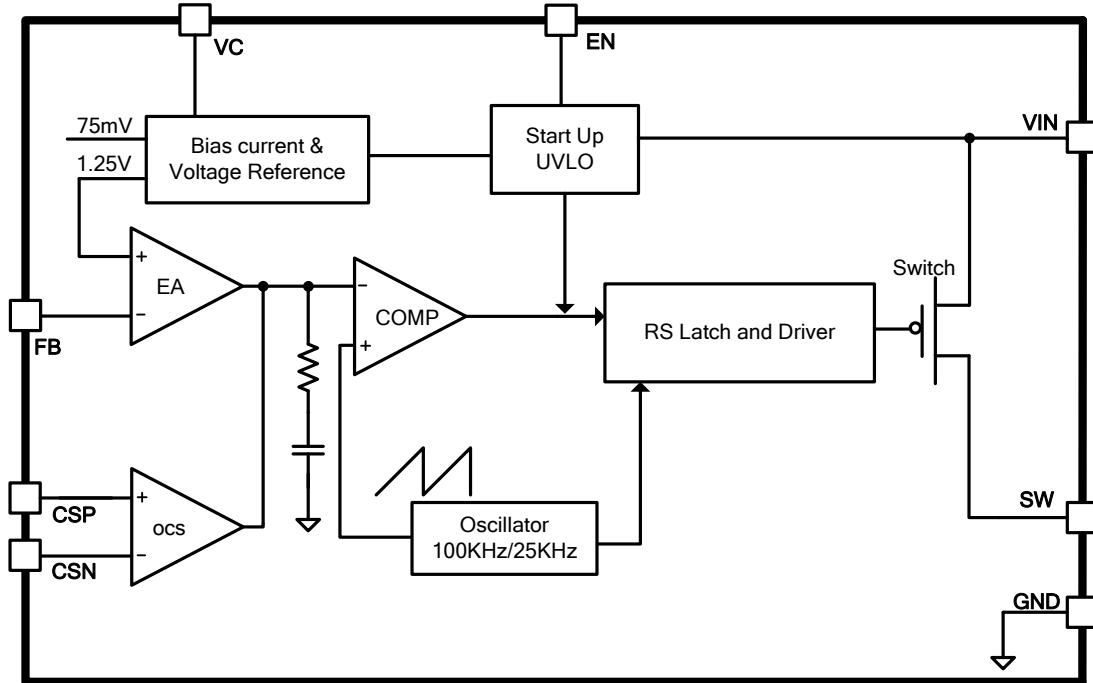 VC
EN
75mV
1.25V
Bias current &
Voltage Reference
Start Up
UVLO
VIN
+
EA
−
FB
−
COMP
+
RS Latch and Driver
Switch
CSP
CSN
+
ocs
−
Oscillator
100KHz/25KHz
SW
GND